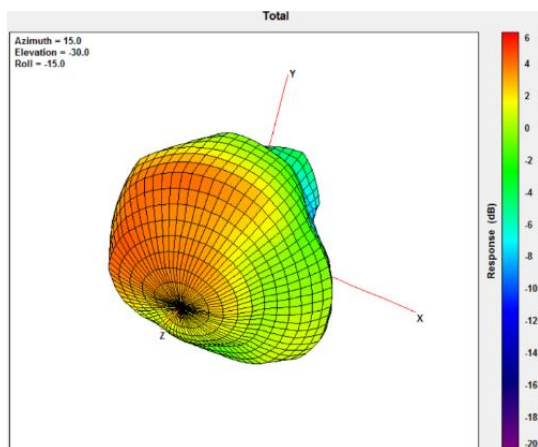 Total
Azimuth = 15.0
Elevation = -30.0
Roll = -15.0
Y
X
Z
6
4
2
0
-2
-4
-6
-8
-10
-12
-14
-16
-18
-20
Response (dB)